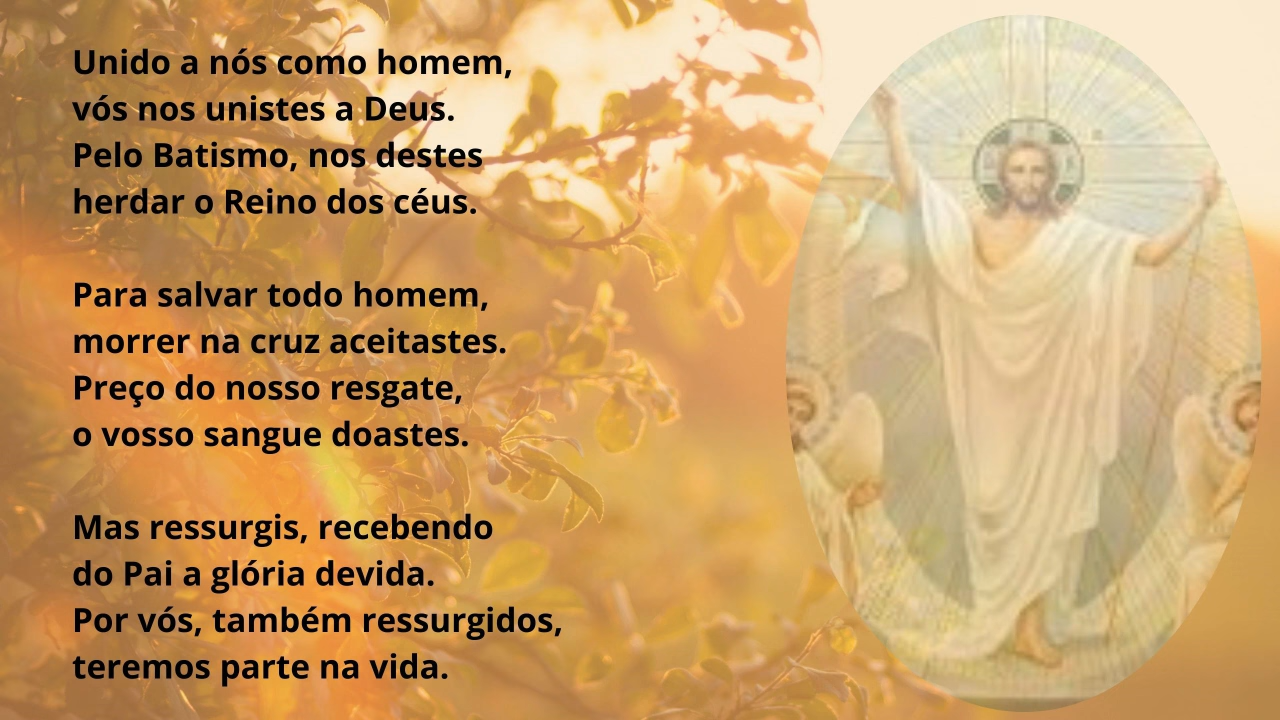 Unido a nós como homem,
vós nos unistes a Deus.
Pelo Batismo, nos destes
herdar o Reino dos céus.
Para salvar todo homem,
morrer na cruz aceitastes.
Preço do nosso resgate,
o vosso sangue doastes.
Mas ressurgis, recebendo
do Pai a glória devida.
Por vós, também ressurgidos,
teremos parte na vida.